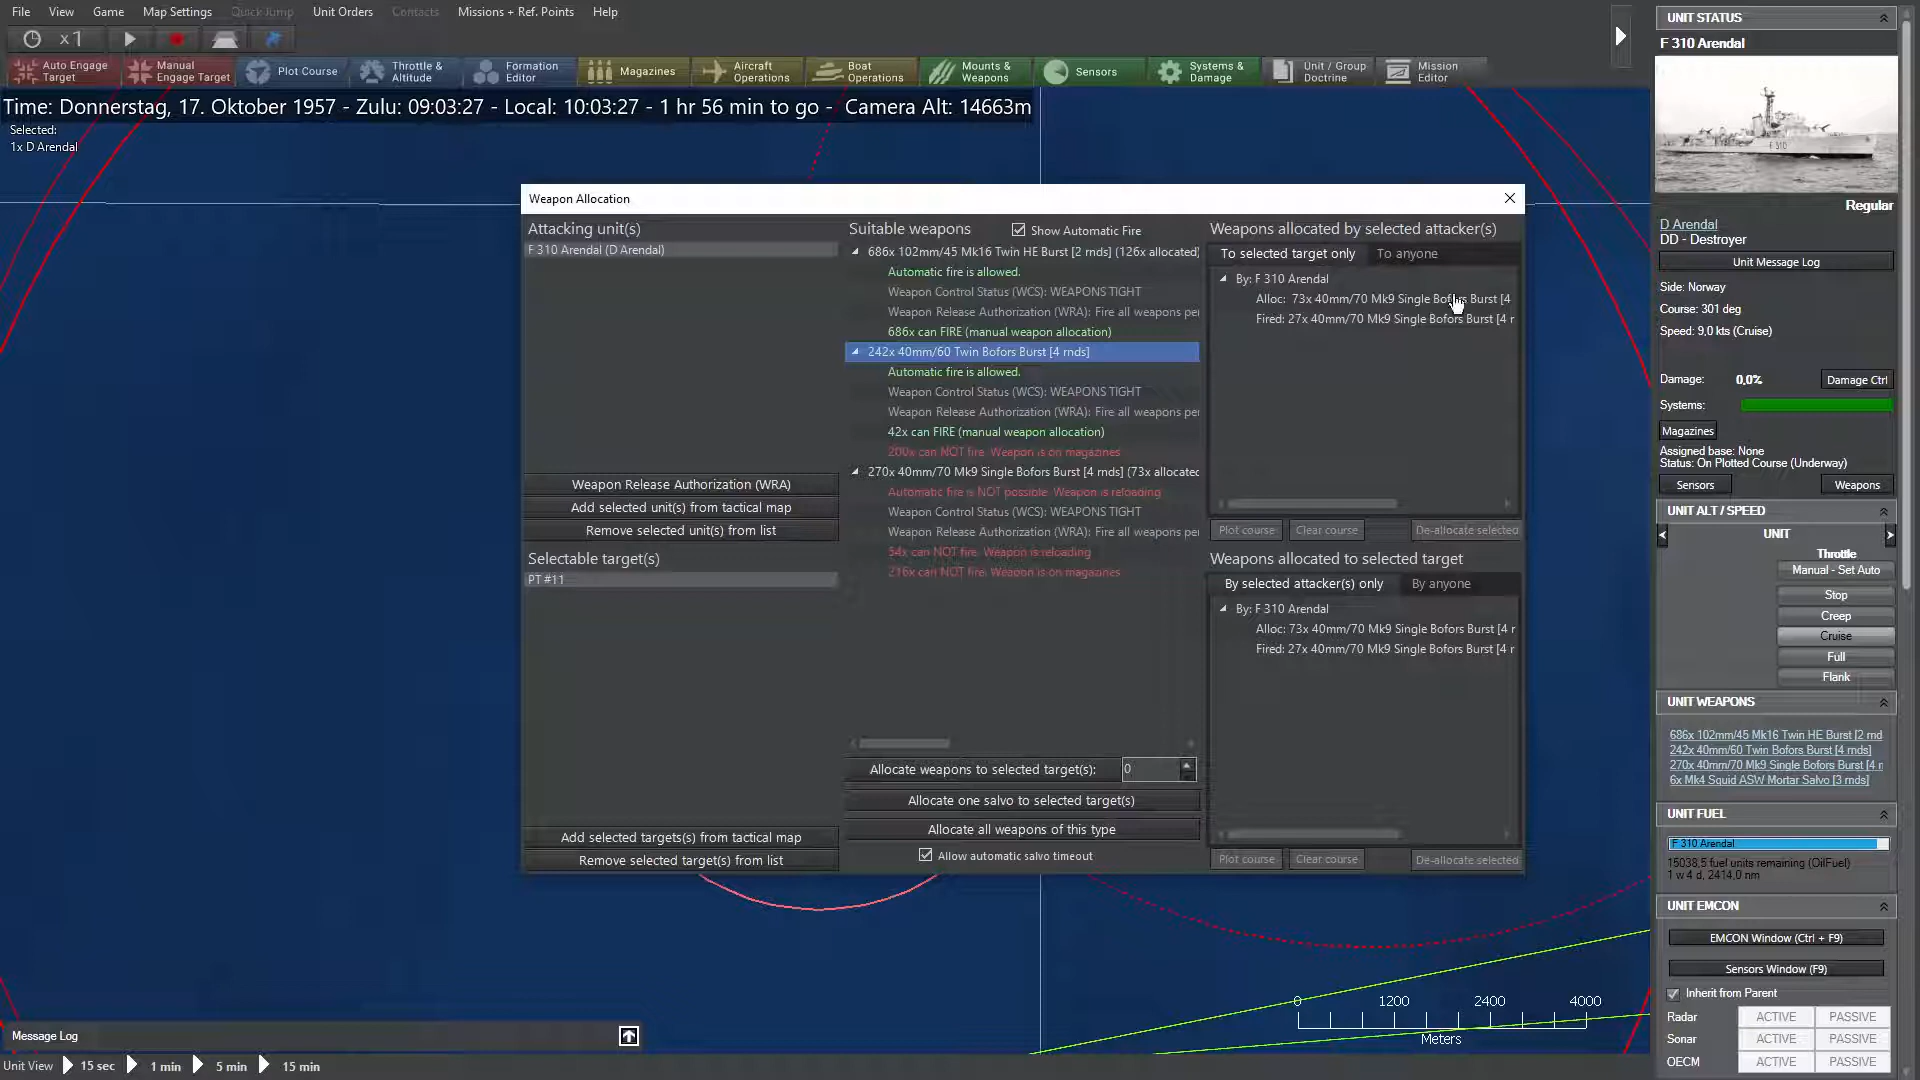 File View Game Map Settings Quick Jump Unit Orders Contacts Missions + Ref. Points Help
x1
Auto Engage Target
Manual Engage Target
Plot Course
Throttle & Altitude
Formation Editor
Magazines
Aircraft Operations
Boat Operations
Mounts & Weapons
Sensors
Systems & Damage
Unit / Group Doctrine
Mission Editor
Time: Donnerstag, 17. Oktober 1957 - Zulu: 09:03:27 - Local: 10:03:27 - 1 hr 56 min to go - Camera Alt: 14663m
Selected:
1x D Arendal
Weapon Allocation
Attacking unit(s)
F 310 Arendal (D Arendal)
Weapon Release Authorization (WRA)
Add selected unit(s) from tactical map
Remove selected unit(s) from list
Selectable target(s)
PT #11
Add selected targets(s) from tactical map
Remove selected target(s) from list
Suitable weapons
Show Automatic Fire
686x 102mm/45 Mk16 Twin HE Burst [2 rnds] (126x allocated)
Automatic fire is allowed.
Weapon Control Status (WCS): WEAPONS TIGHT
Weapon Release Authorization (WRA): Fire all weapons per
686x can FIRE (manual weapon allocation)
242x 40mm/60 Twin Bofors Burst [4 rnds]
Automatic fire is allowed.
Weapon Control Status (WCS): WEAPONS TIGHT
Weapon Release Authorization (WRA): Fire all weapons per
42x can FIRE (manual weapon allocation)
200x can NOT fire. Weapon is on magazines
270x 40mm/70 Mk9 Single Bofors Burst [4 rnds] (73x allocated
Automatic fire is NOT possible. Weapon is reloading
Weapon Control Status (WCS): WEAPONS TIGHT
Weapon Release Authorization (WRA): Fire all weapons per
54x can NOT fire. Weapon is reloading
216x can NOT fire. Weapon is on magazines
Allocate weapons to selected target(s): 0
Allocate one salvo to selected target(s)
Allocate all weapons of this type
Allow automatic salvo timeout
Weapons allocated by selected attacker(s)
To selected target only To anyone
By: F 310 Arendal
Alloc: 73x 40mm/70 Mk9 Single Bofors Burst [4
Fired: 27x 40mm/70 Mk9 Single Bofors Burst [4 r
Plot course Clear course De-allocate selected
Weapons allocated to selected target
By selected attacker(s) only By anyone
By: F 310 Arendal
Alloc: 73x 40mm/70 Mk9 Single Bofors Burst [4 r
Fired: 27x 40mm/70 Mk9 Single Bofors Burst [4 r
Plot course Clear course De-allocate selected
0 1200 2400 4000
Meters
Message Log
Unit View 15 sec 1 min 5 min 15 min
UNIT STATUS
F 310 Arendal
F 310
Regular
D Arendal
DD - Destroyer
Unit Message Log
Side: Norway
Course: 301 deg
Speed: 9,0 kts (Cruise)
Damage: 0,0% Damage Ctrl
Systems:
Magazines
Assigned base: None
Status: On Plotted Course (Underway)
Sensors Weapons
UNIT ALT / SPEED
UNIT
Throttle
Manual - Set Auto
Stop
Creep
Cruise
Full
Flank
UNIT WEAPONS
686x 102mm/45 Mk16 Twin HE Burst [2 rnd
242x 40mm/60 Twin Bofors Burst [4 rnds]
270x 40mm/70 Mk9 Single Bofors Burst [4 r
6x Mk4 Squid ASW Mortar Salvo [3 rnds]
UNIT FUEL
F 310 Arendal
15038,5 fuel units remaining (OilFuel)
1 w 4 d, 2414,0 nm
UNIT EMCON
EMCON Window (Ctrl + F9)
Sensors Window (F9)
Inherit from Parent
Radar ACTIVE PASSIVE
Sonar ACTIVE PASSIVE
OECM ACTIVE PASSIVE